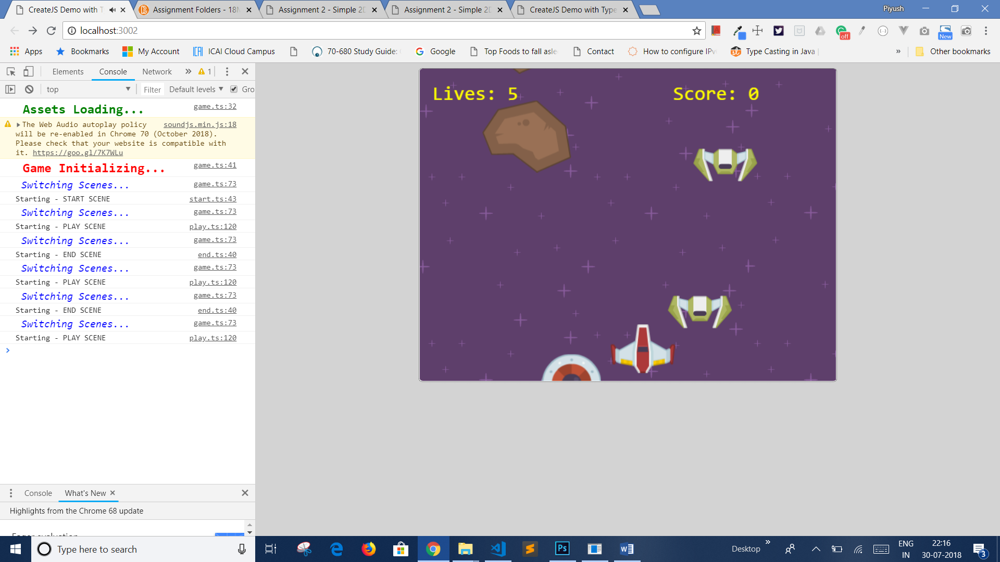 CreateJS Demo with T
Assignment Folders - 18M
Assignment 2 - Simple 2D
Assignment 2 - Simple 2D
CreateJS Demo with Type
Piyush
localhost:3002
off
New
Apps
Bookmarks
My Account
ICAI Cloud Campus
70-680 Study Guide:
Google
Top Foods to fall asle
Contact
How to configure IPv
Type Casting in Java |
»
Other bookmarks
Elements
Console
Network
»
1
top
Filter
Default levels
Gro
Assets Loading... game.ts:32
The Web Audio autoplay policy soundjs.min.js:18
will be re-enabled in Chrome 70 (October 2018).
Please check that your website is compatible with
it. https://goo.gl/7K7WLu
Game Initializing... game.ts:41
Switching Scenes... game.ts:73
Starting - START SCENE start.ts:43
Switching Scenes... game.ts:73
Starting - PLAY SCENE play.ts:120
Switching Scenes... game.ts:73
Starting - END SCENE end.ts:40
Switching Scenes... game.ts:73
Starting - PLAY SCENE play.ts:120
Switching Scenes... game.ts:73
Starting - END SCENE end.ts:40
Switching Scenes... game.ts:73
Starting - PLAY SCENE play.ts:120
Lives: 5
Score: 0
Console
What's New
Highlights from the Chrome 68 update
Eager evaluation
Type here to search
Ps
Desktop
»
ENG
IN
22:16
30-07-2018
3